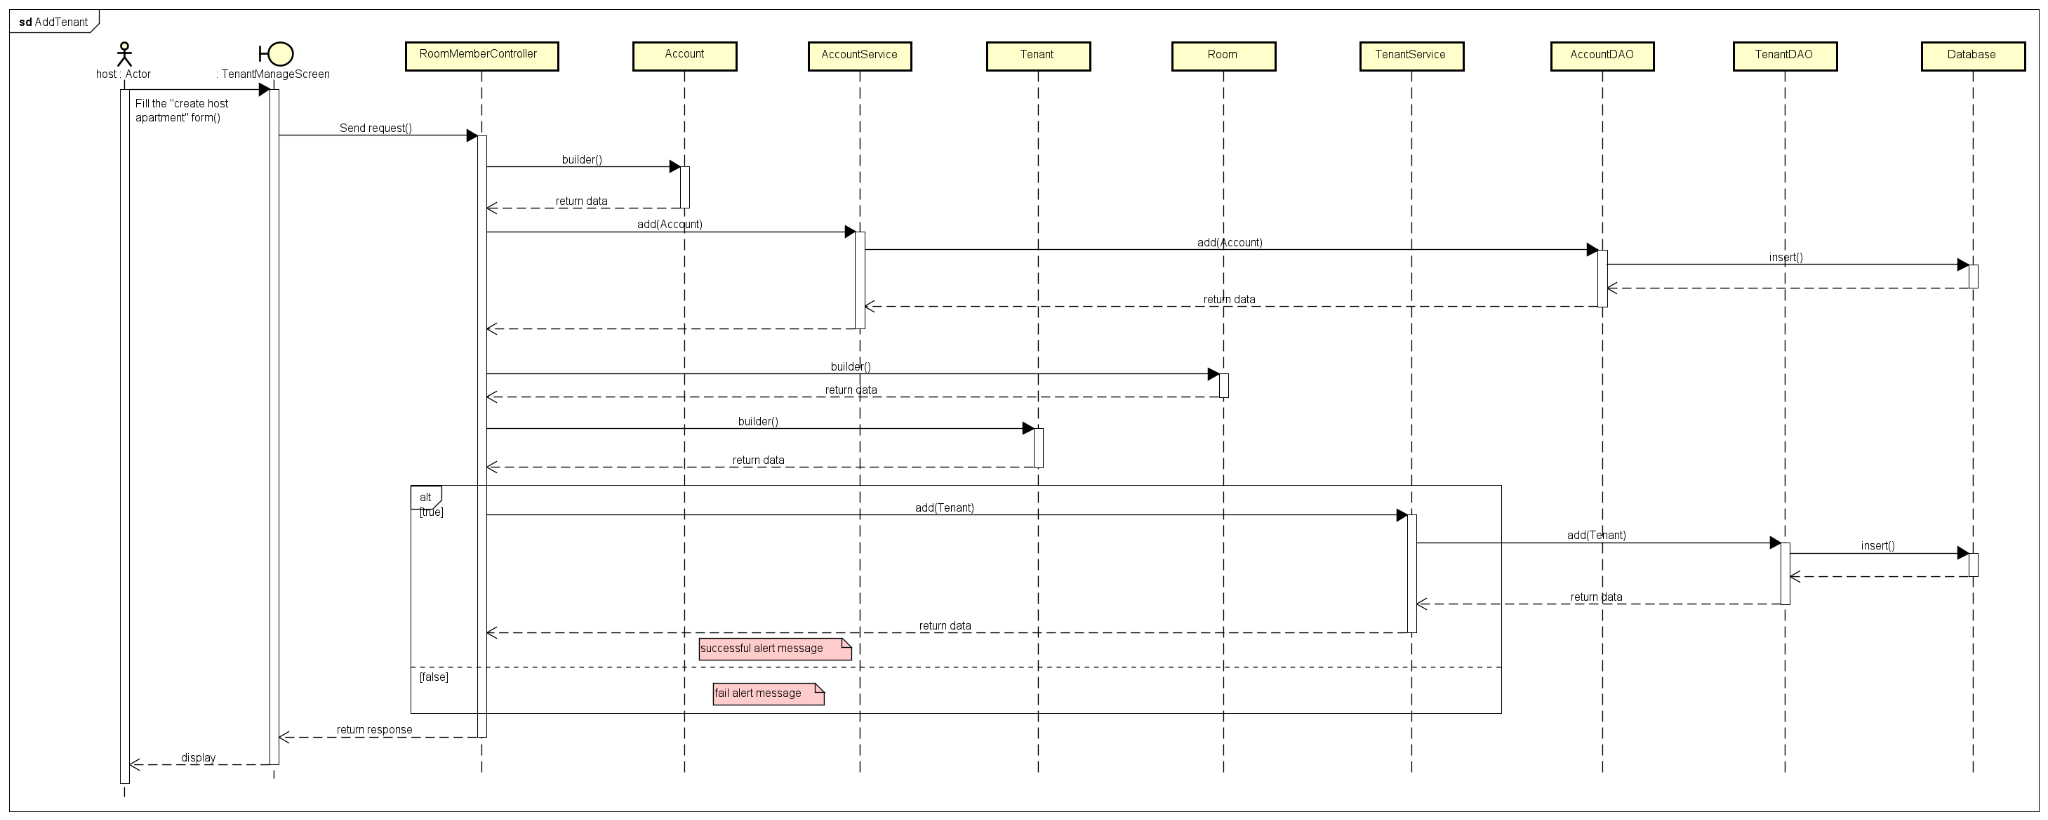 sd AddTenant
host : Actor
: TenantManageScreen
RoomMemberController
Account
AccountService
Tenant
Room
TenantService
AccountDAO
TenantDAO
Database
Fill the "create host
apartment" form()
Send request()
builder()
return data
add(Account)
add(Account)
insert()
return data
builder()
return data
builder()
return data
alt
[true]
add(Tenant)
add(Tenant)
insert()
return data
return data
successful alert message
[false]
fail alert message
return response
display